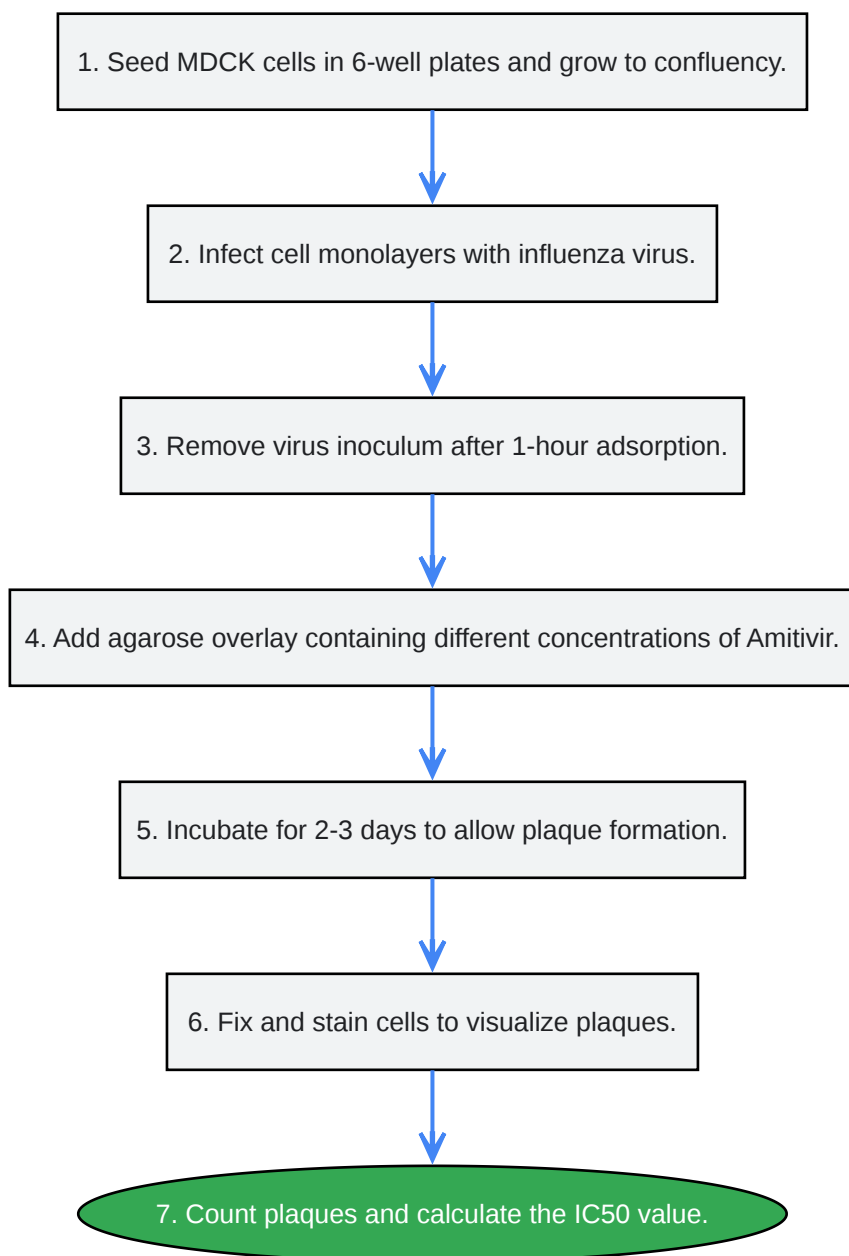 1. Seed MDCK cells in 6-well plates and grow to confluency.
2. Infect cell monolayers with influenza virus.
3. Remove virus inoculum after 1-hour adsorption.
4. Add agarose overlay containing different concentrations of Amitivir.
5. Incubate for 2-3 days to allow plaque formation.
6. Fix and stain cells to visualize plaques.
7. Count plaques and calculate the IC50 value.